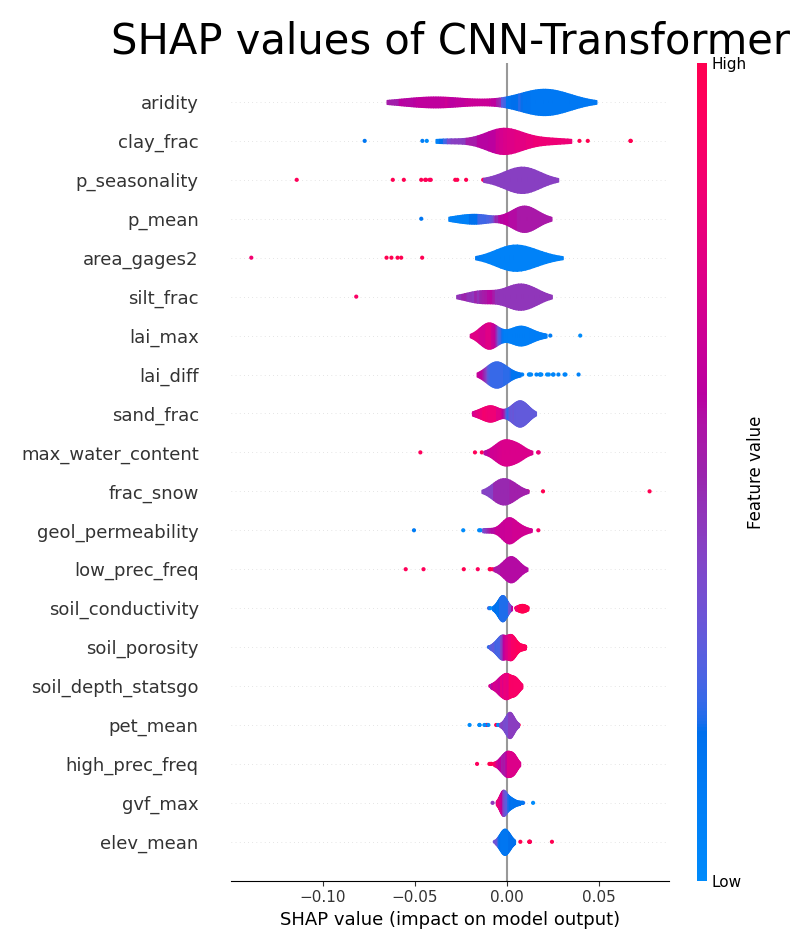 SHAP values of CNN-Transformer
High
aridity
clay_frac
p_seasonality
p_mean
area_gages2
silt_frac
lai_max
lai_diff
sand_frac
max_water_content
frac_snow
geol_permeability
low_prec_freq
soil_conductivity
soil_porosity
soil_depth_statsgo
pet_mean
high_prec_freq
gvf_max
elev_mean
Feature value
Low
−0.10 −0.05 0.00 0.05
SHAP value (impact on model output)